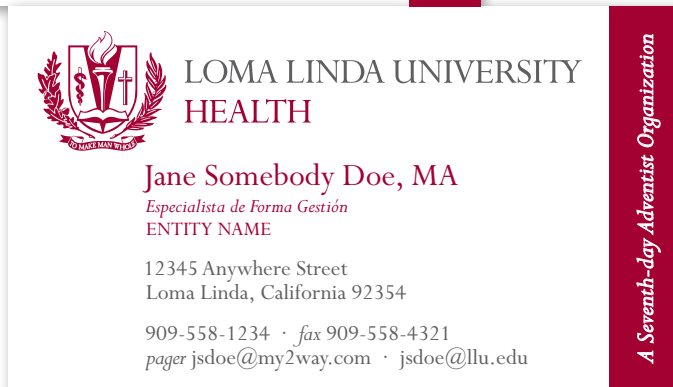 LOMA LINDA UNIVERSITY
HEALTH
TO MAKE MAN WHOLE
Jane Somebody Doe, MA
Especialista de Forma Gestión
ENTITY NAME
12345 Anywhere Street
Loma Linda, California 92354
909-558-1234 · fax 909-558-4321
pager jsdoe@my2way.com · jsdoe@llu.edu
A Seventh-day Adventist Organization